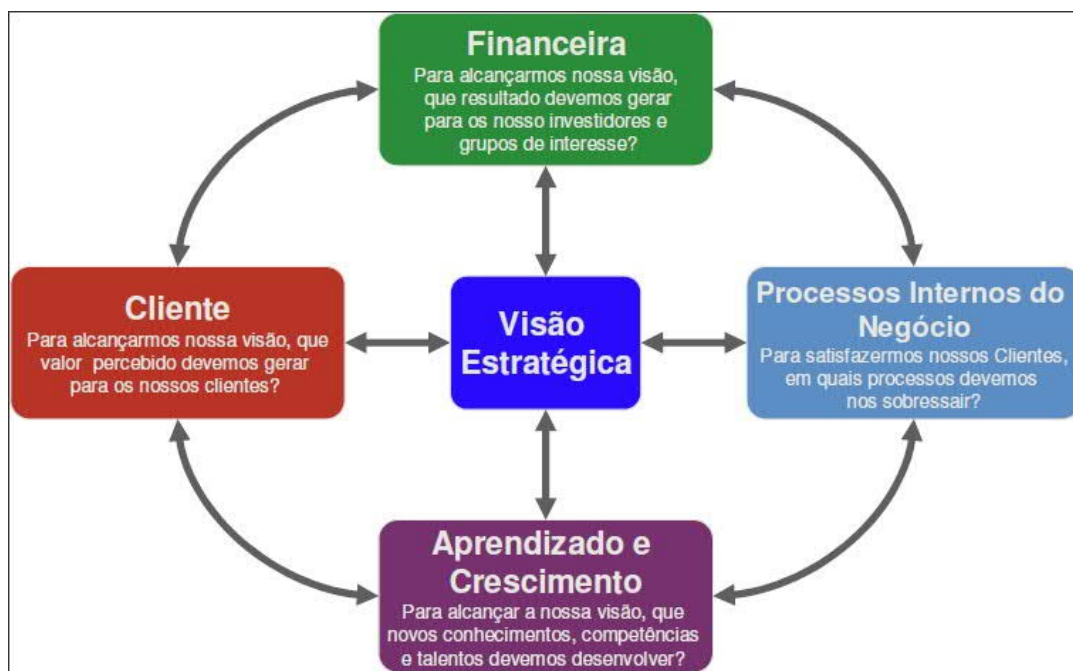 Financeira
Para alcançarmos nossa visão,
que resultado devemos gerar
para os nosso investidores e
grupos de interesse?
Cliente
Para alcançarmos nossa visão, que
valor percebido devemos gerar
para os nossos clientes?
Visão
Estratégica
Processos Internos do
Negócio
Para satisfazermos nossos Clientes,
em quais processos devemos
nos sobressair?
Aprendizado e
Crescimento
Para alcançar a nossa visão, que
novos conhecimentos, competências
e talentos devemos desenvolver?